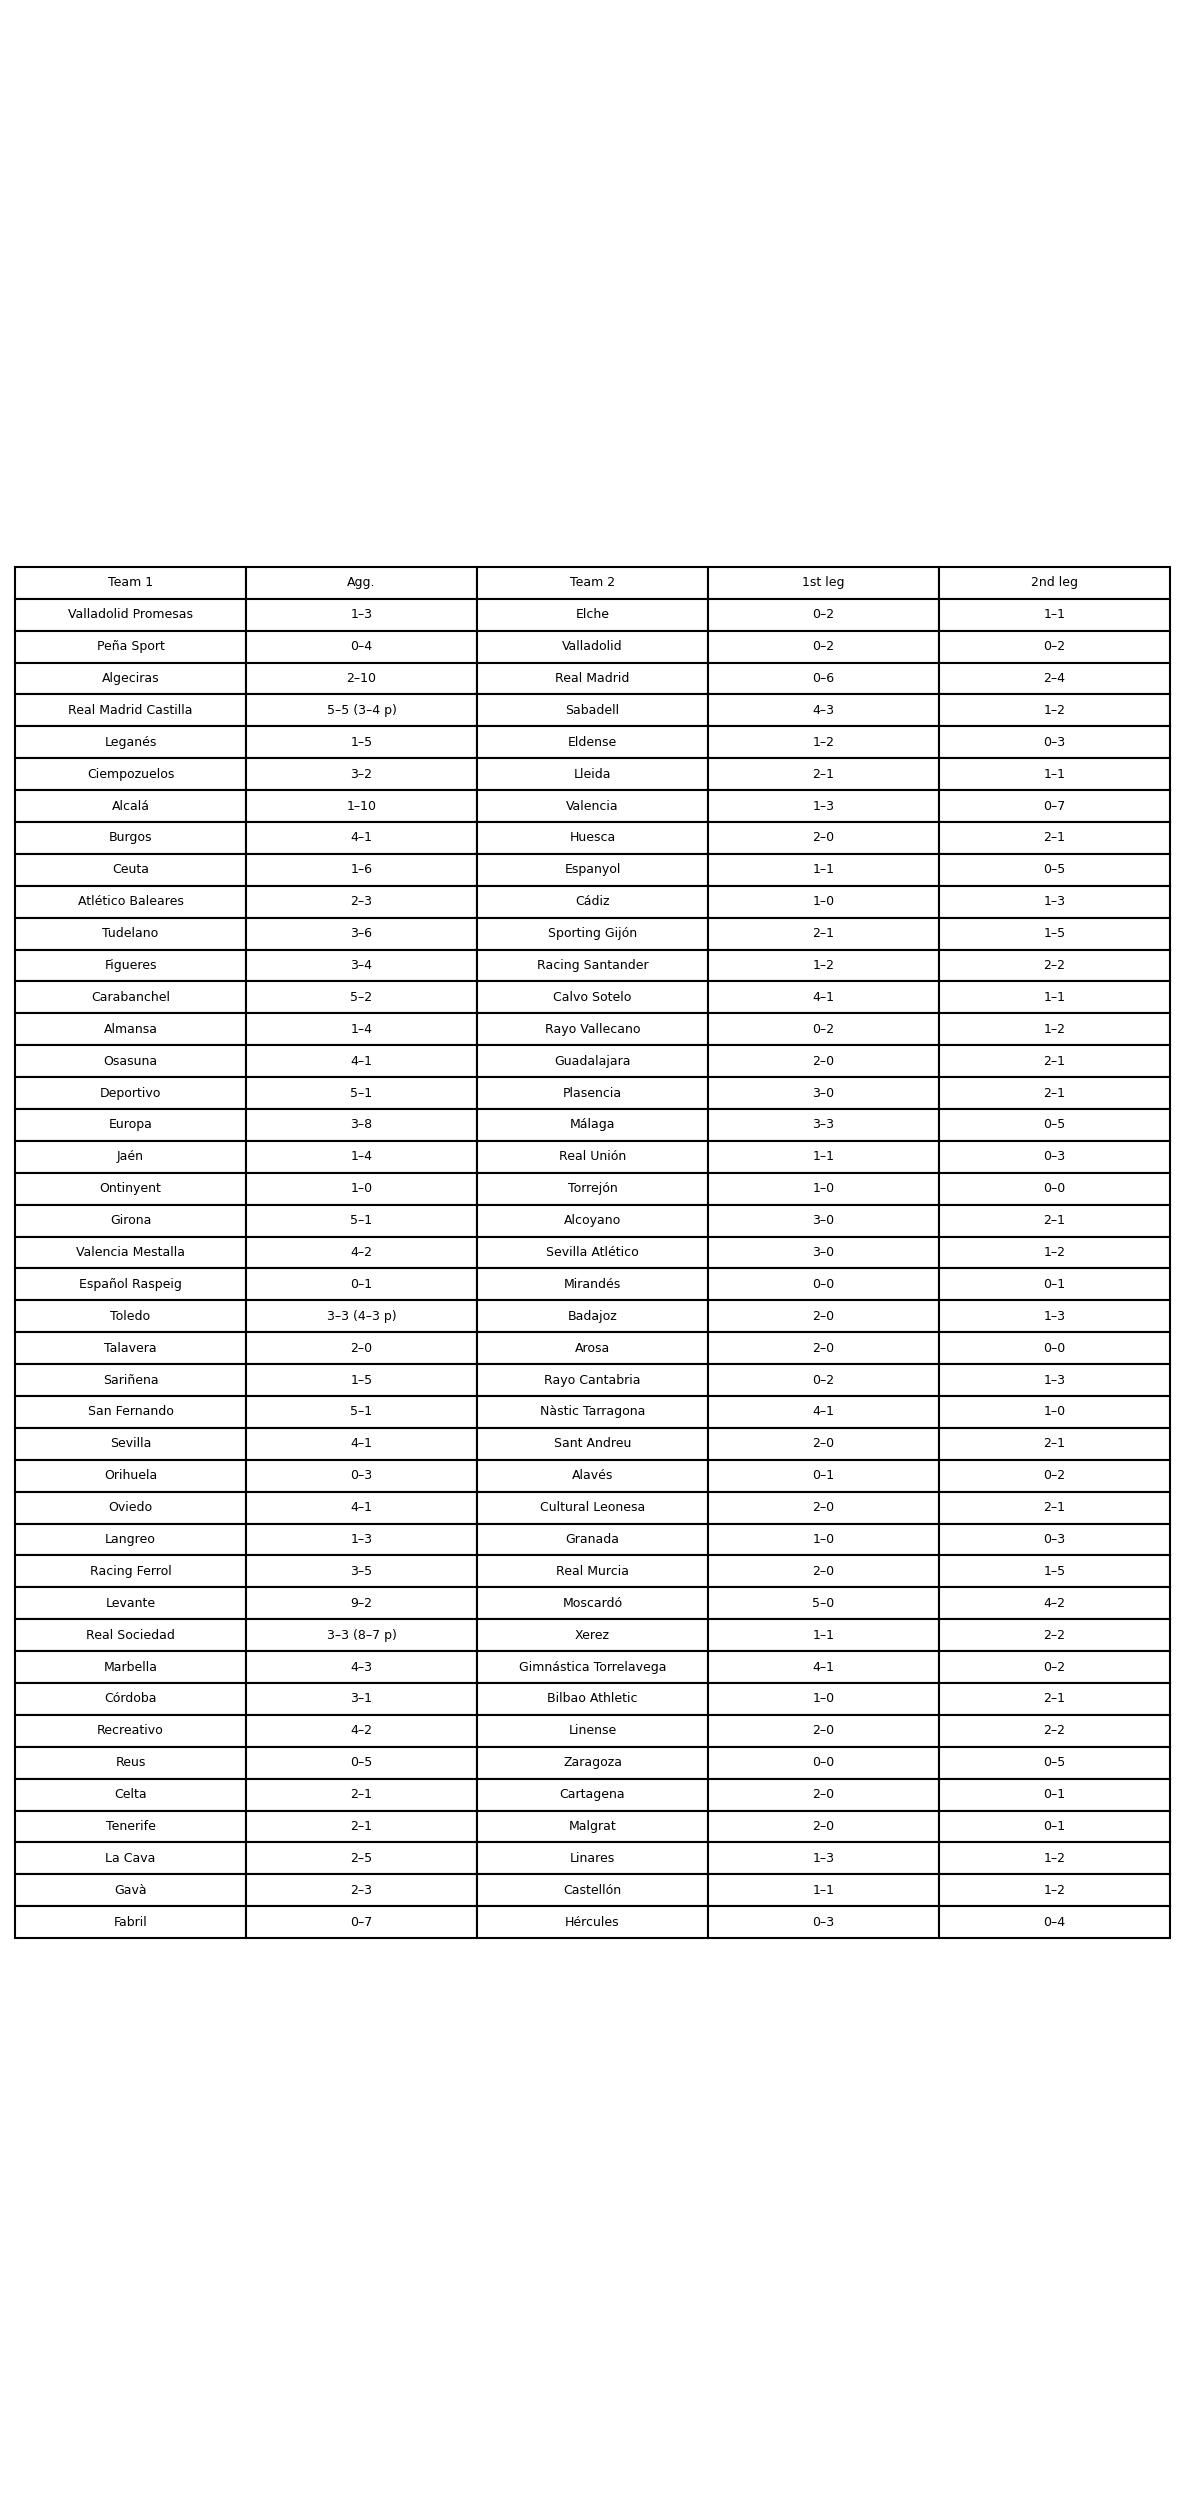 Team 1 Agg. Team 2 1st leg 2nd leg
Valladolid Promesas 1–3 Elche 0–2 1–1
Peña Sport 0–4 Valladolid 0–2 0–2
Algeciras 2–10 Real Madrid 0–6 2–4
Real Madrid Castilla 5–5 (3–4 p) Sabadell 4–3 1–2
Leganés 1–5 Eldense 1–2 0–3
Ciempozuelos 3–2 Lleida 2–1 1–1
Alcalá 1–10 Valencia 1–3 0–7
Burgos 4–1 Huesca 2–0 2–1
Ceuta 1–6 Espanyol 1–1 0–5
Atlético Baleares 2–3 Cádiz 1–0 1–3
Tudelano 3–6 Sporting Gijón 2–1 1–5
Figueres 3–4 Racing Santander 1–2 2–2
Carabanchel 5–2 Calvo Sotelo 4–1 1–1
Almansa 1–4 Rayo Vallecano 0–2 1–2
Osasuna 4–1 Guadalajara 2–0 2–1
Deportivo 5–1 Plasencia 3–0 2–1
Europa 3–8 Málaga 3–3 0–5
Jaén 1–4 Real Unión 1–1 0–3
Ontinyent 1–0 Torrejón 1–0 0–0
Girona 5–1 Alcoyano 3–0 2–1
Valencia Mestalla 4–2 Sevilla Atlético 3–0 1–2
Español Raspeig 0–1 Mirandés 0–0 0–1
Toledo 3–3 (4–3 p) Badajoz 2–0 1–3
Talavera 2–0 Arosa 2–0 0–0
Sariñena 1–5 Rayo Cantabria 0–2 1–3
San Fernando 5–1 Nàstic Tarragona 4–1 1–0
Sevilla 4–1 Sant Andreu 2–0 2–1
Orihuela 0–3 Alavés 0–1 0–2
Oviedo 4–1 Cultural Leonesa 2–0 2–1
Langreo 1–3 Granada 1–0 0–3
Racing Ferrol 3–5 Real Murcia 2–0 1–5
Levante 9–2 Moscardó 5–0 4–2
Real Sociedad 3–3 (8–7 p) Xerez 1–1 2–2
Marbella 4–3 Gimnástica Torrelavega 4–1 0–2
Córdoba 3–1 Bilbao Athletic 1–0 2–1
Recreativo 4–2 Linense 2–0 2–2
Reus 0–5 Zaragoza 0–0 0–5
Celta 2–1 Cartagena 2–0 0–1
Tenerife 2–1 Malgrat 2–0 0–1
La Cava 2–5 Linares 1–3 1–2
Gavà 2–3 Castellón 1–1 1–2
Fabril 0–7 Hércules 0–3 0–4